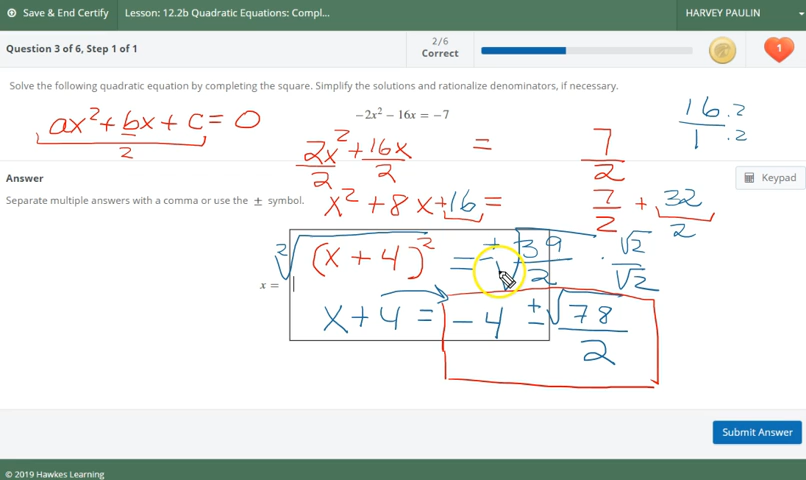 Save & End Certify Lesson: 12.2b Quadratic Equations: Compl... HARVEY PAULIN
Question 3 of 6, Step 1 of 1
2/6
Correct
1
Solve the following quadratic equation by completing the square. Simplify the solutions and rationalize denominators, if necessary.
−2x² − 16x = −7
16/1 ·2 ·2
ax² + bx + c = 0
2
2x²/2 + 16x/2 = 7/2
Answer
Keypad
Separate multiple answers with a comma or use the ± symbol.
x² + 8x + 16 = 7/2 + 32/2
²√(x + 4)² = ±√39/2 · √2/√2
x =
x + 4 = −4 ± √78/2
Submit Answer
© 2019 Hawkes Learning